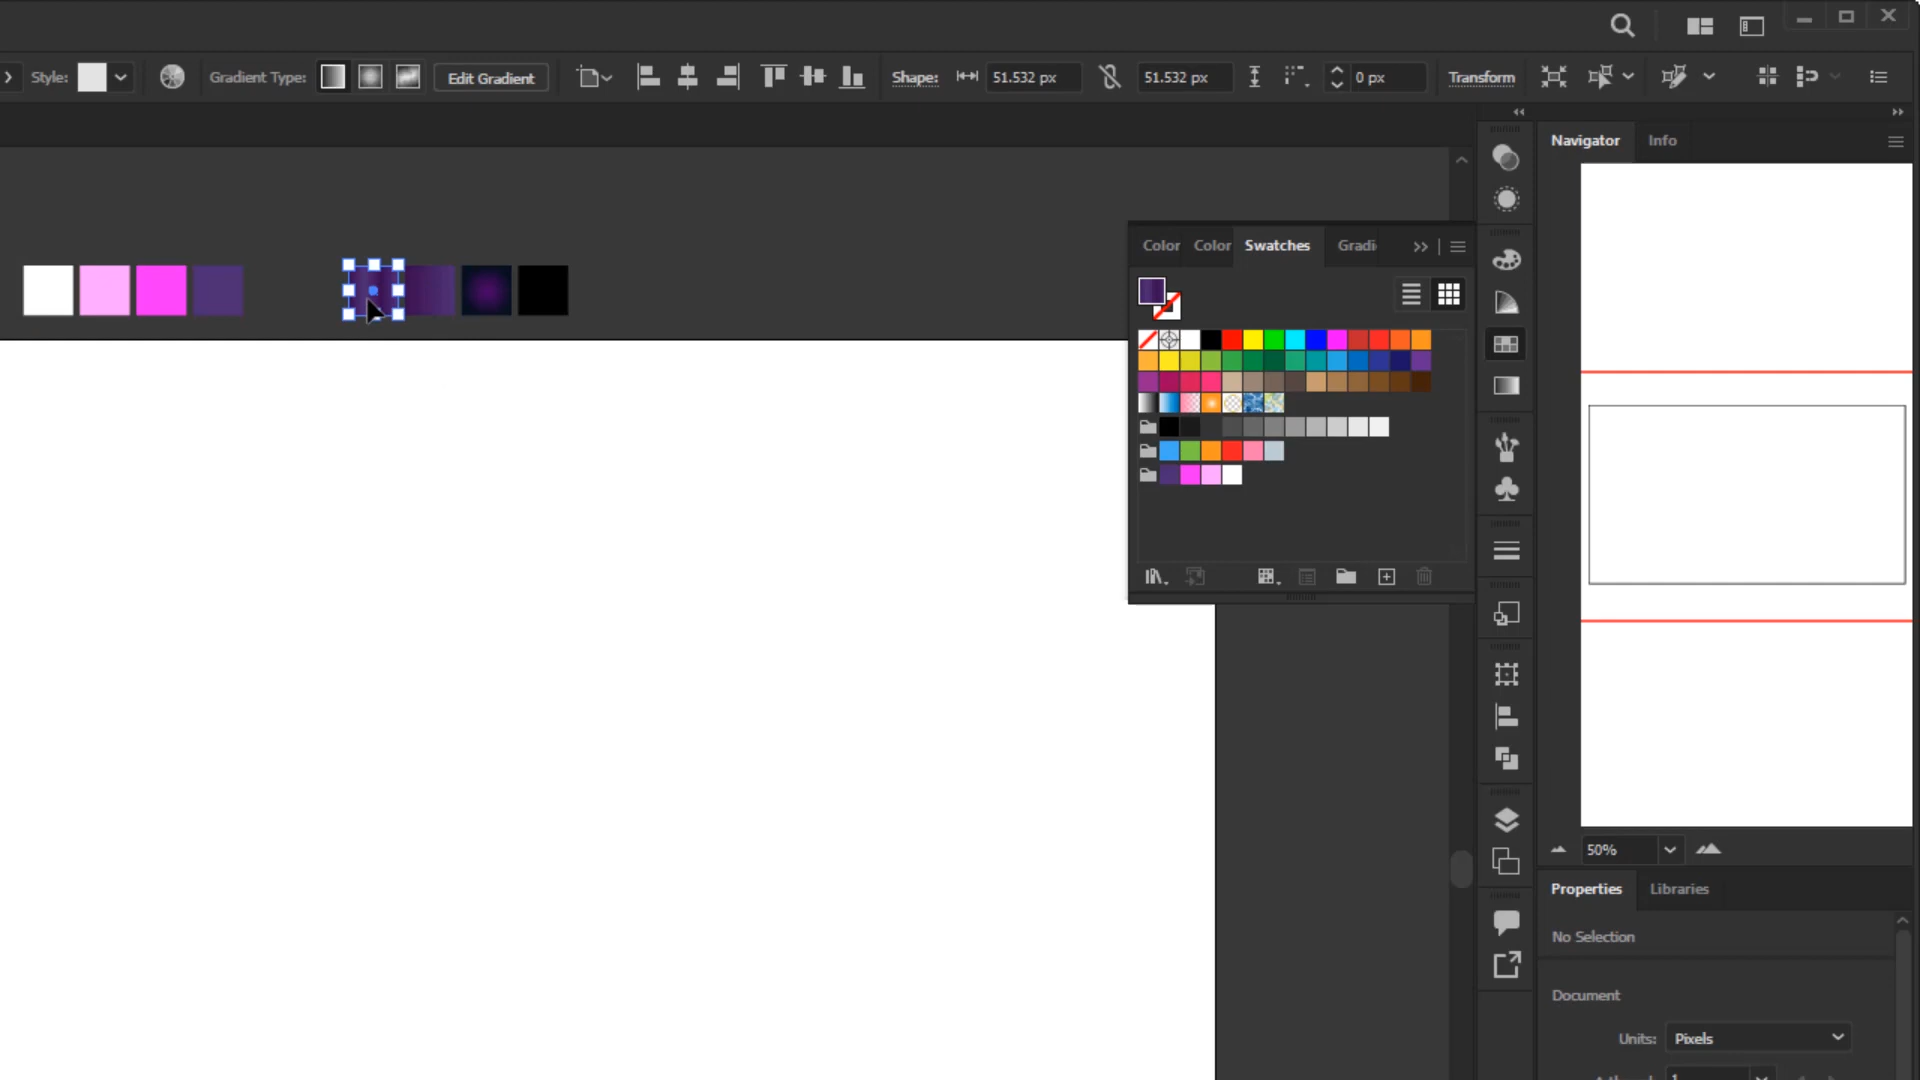 Style:
Gradient Type:
Edit Gradient
Shape:
51.532 px
51.532 px
0 px
Transform
Navigator
Info
Color
Color
Swatches
Gradi
50%
Properties
Libraries
No Selection
Document
Units:
Pixels
1